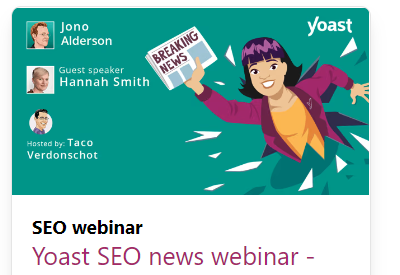 Jono
Alderson
yoast
BREAKING
NEWS
Guest speaker
Hannah Smith
Hosted by: Taco
Verdonschot
SEO webinar
Yoast SEO news webinar -